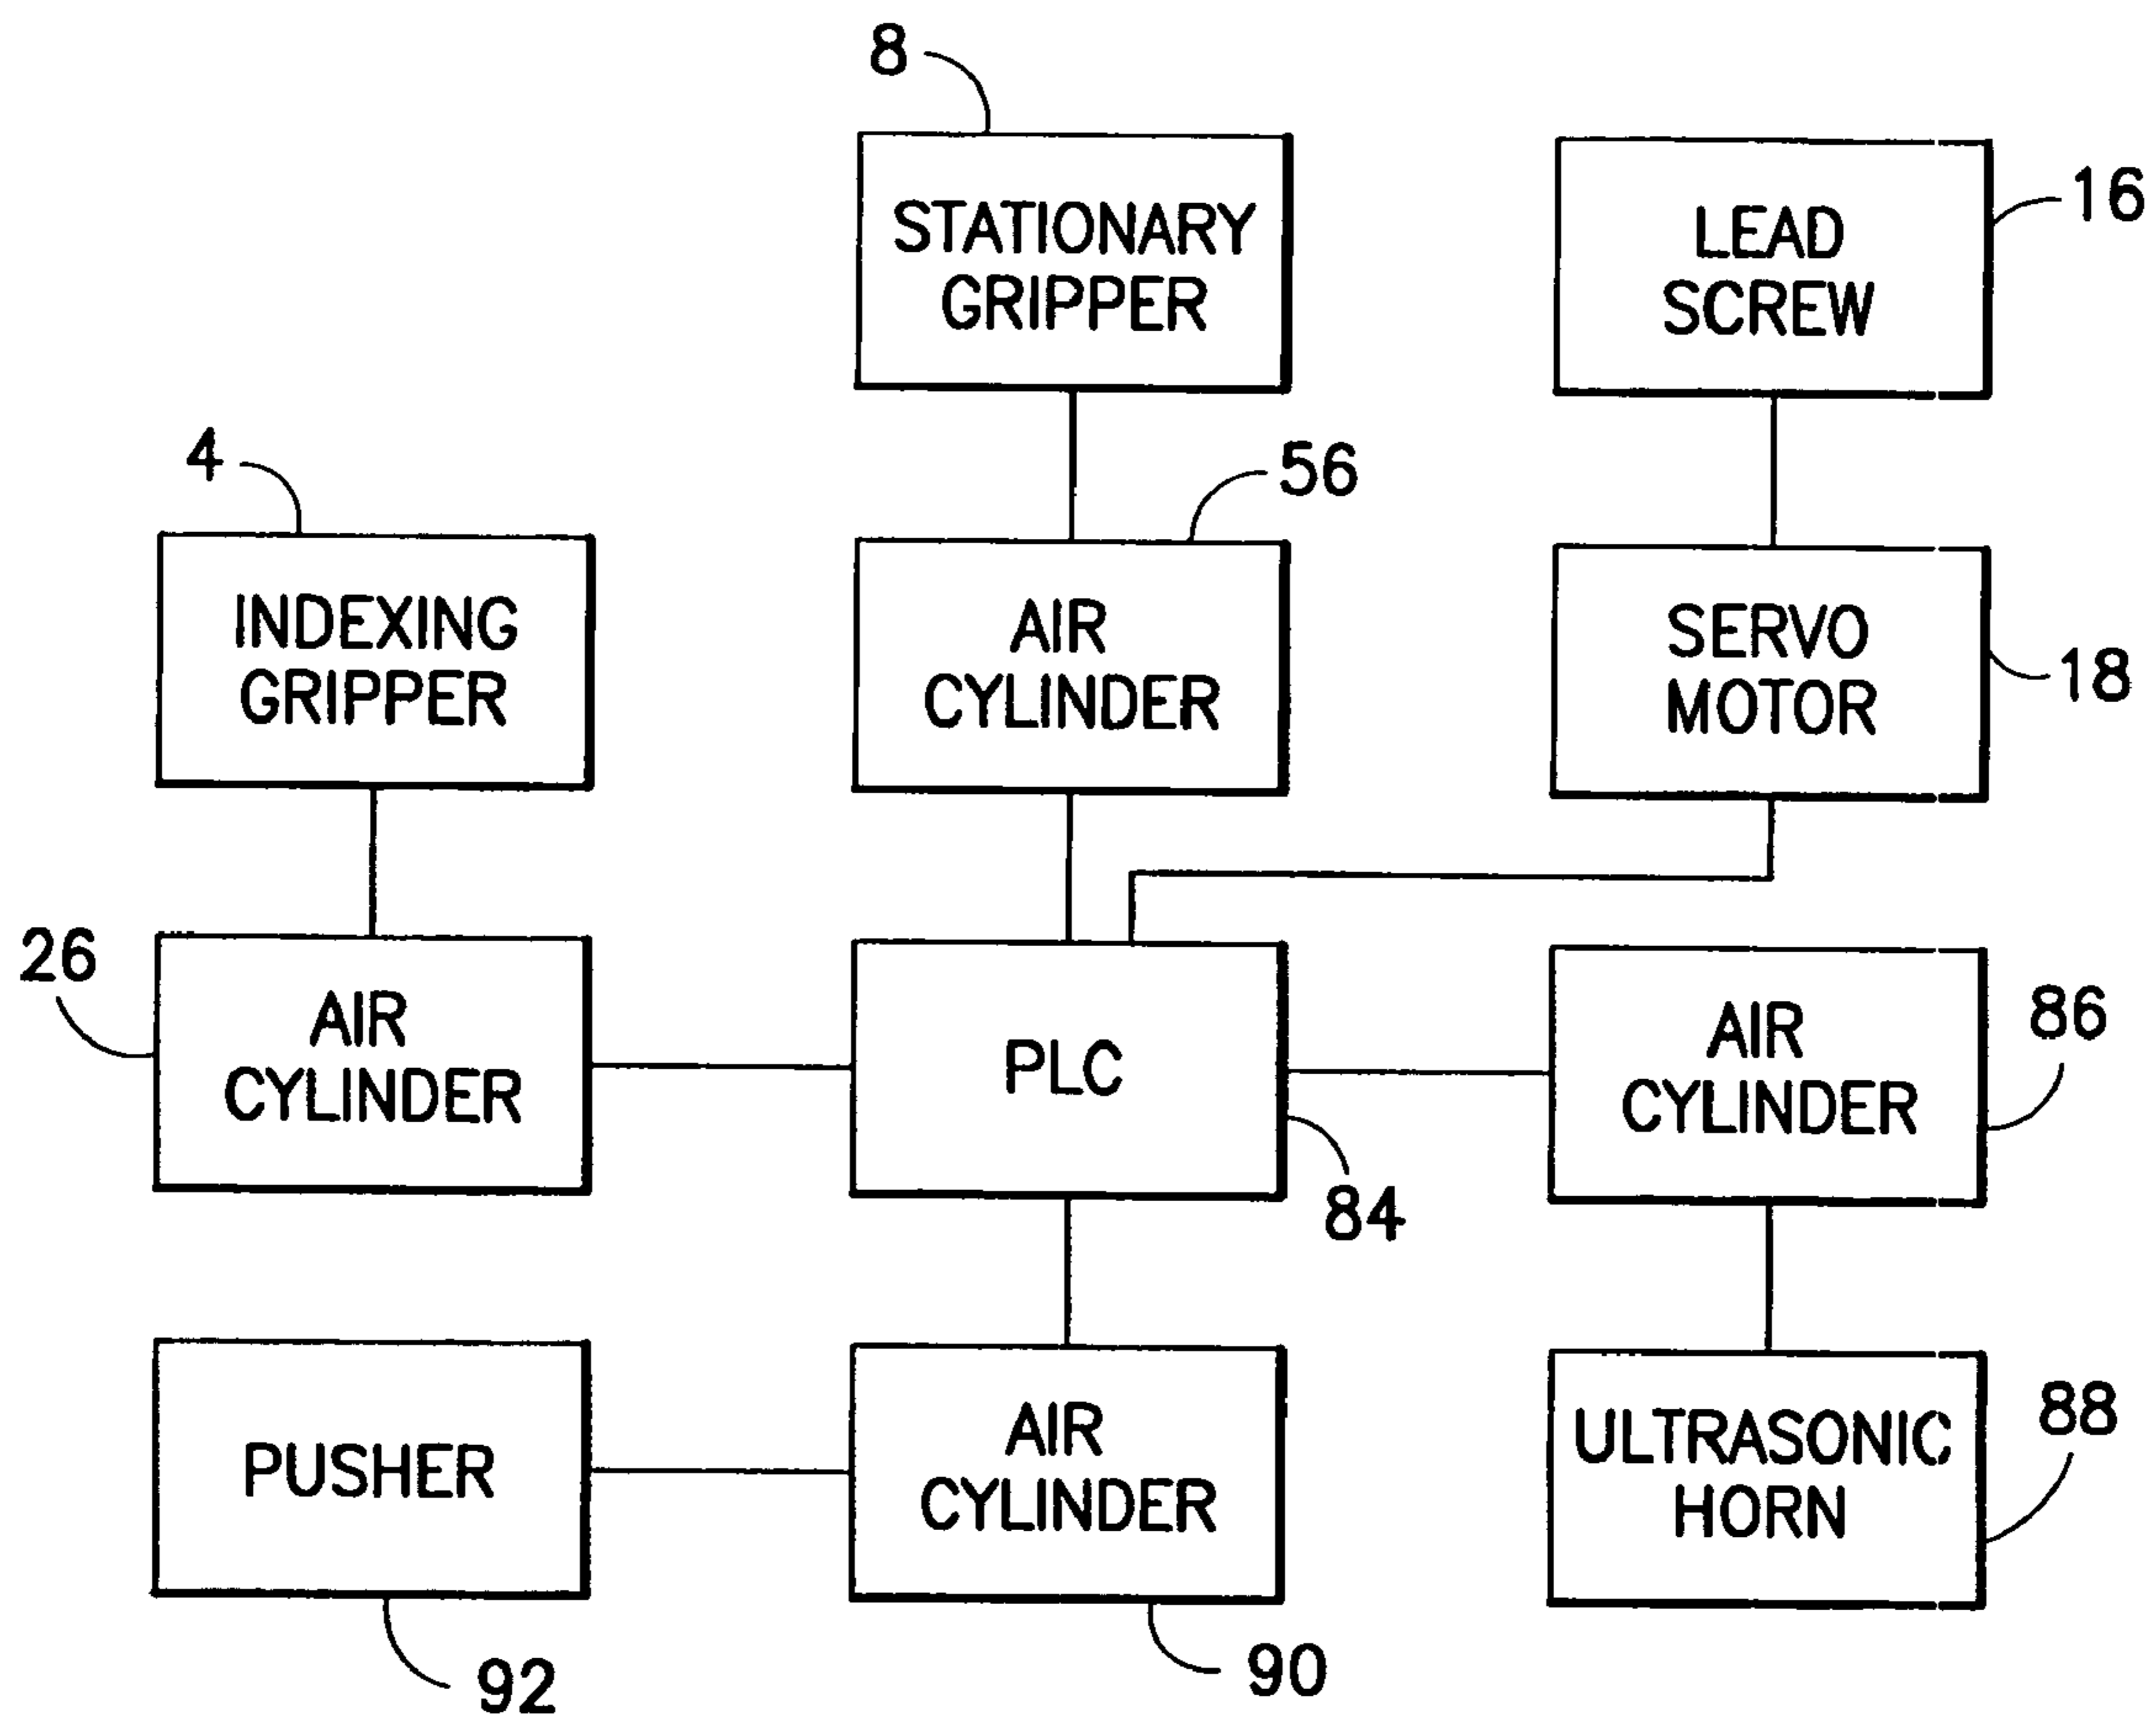 8
STATIONARY
GRIPPER
LEAD
SCREW
16
4
INDEXING
GRIPPER
56
AIR
CYLINDER
SERVO
MOTOR
18
26
AIR
CYLINDER
PLC
84
AIR
CYLINDER
86
PUSHER
92
AIR
CYLINDER
90
ULTRASONIC
HORN
88